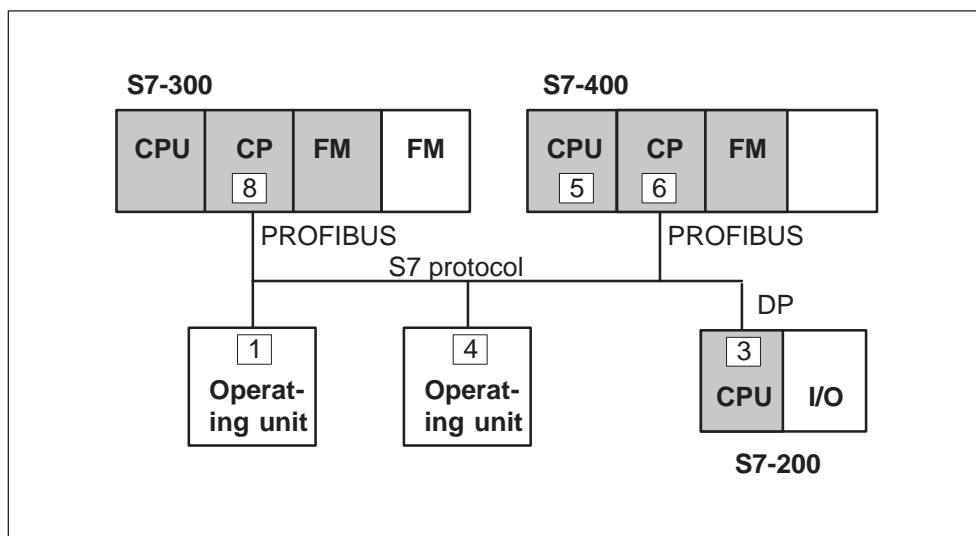 S7-300
S7-400
CPU CP FM FM
CPU CP FM
8
5 6
PROFIBUS
PROFIBUS
S7 protocol
DP
1
4
3
Operat-
ing unit
Operat-
ing unit
CPU I/O
S7-200